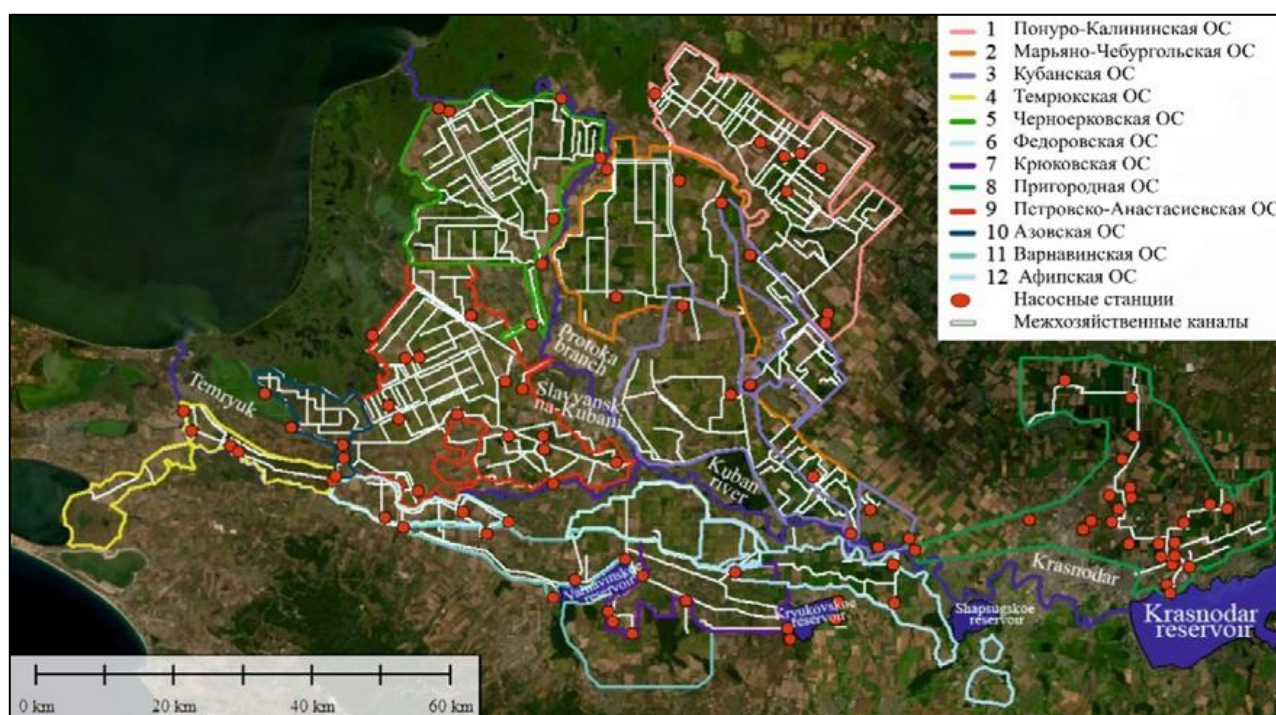 1 Понуро-Калининская ОС
2 Марьяно-Чебургольская ОС
3 Кубанская ОС
4 Темрюкская ОС
5 Черноерковская ОС
6 Федоровская ОС
7 Крюковская ОС
8 Пригородная ОС
9 Петровско-Анастасиевская ОС
10 Азовская ОС
11 Варнавинская ОС
12 Афипская ОС
Насосные станции
Межхозяйственные каналы
Protoka
branch
Temryuk
Slavyansk-
na-Kubani
Kuban
river
Krasnodar
Varnavinskoe
reservoir
Kryukovskoe
reservoir
Shapsugskoe
reservoir
Krasnodar
reservoir
0 km 20 km 40 km 60 km